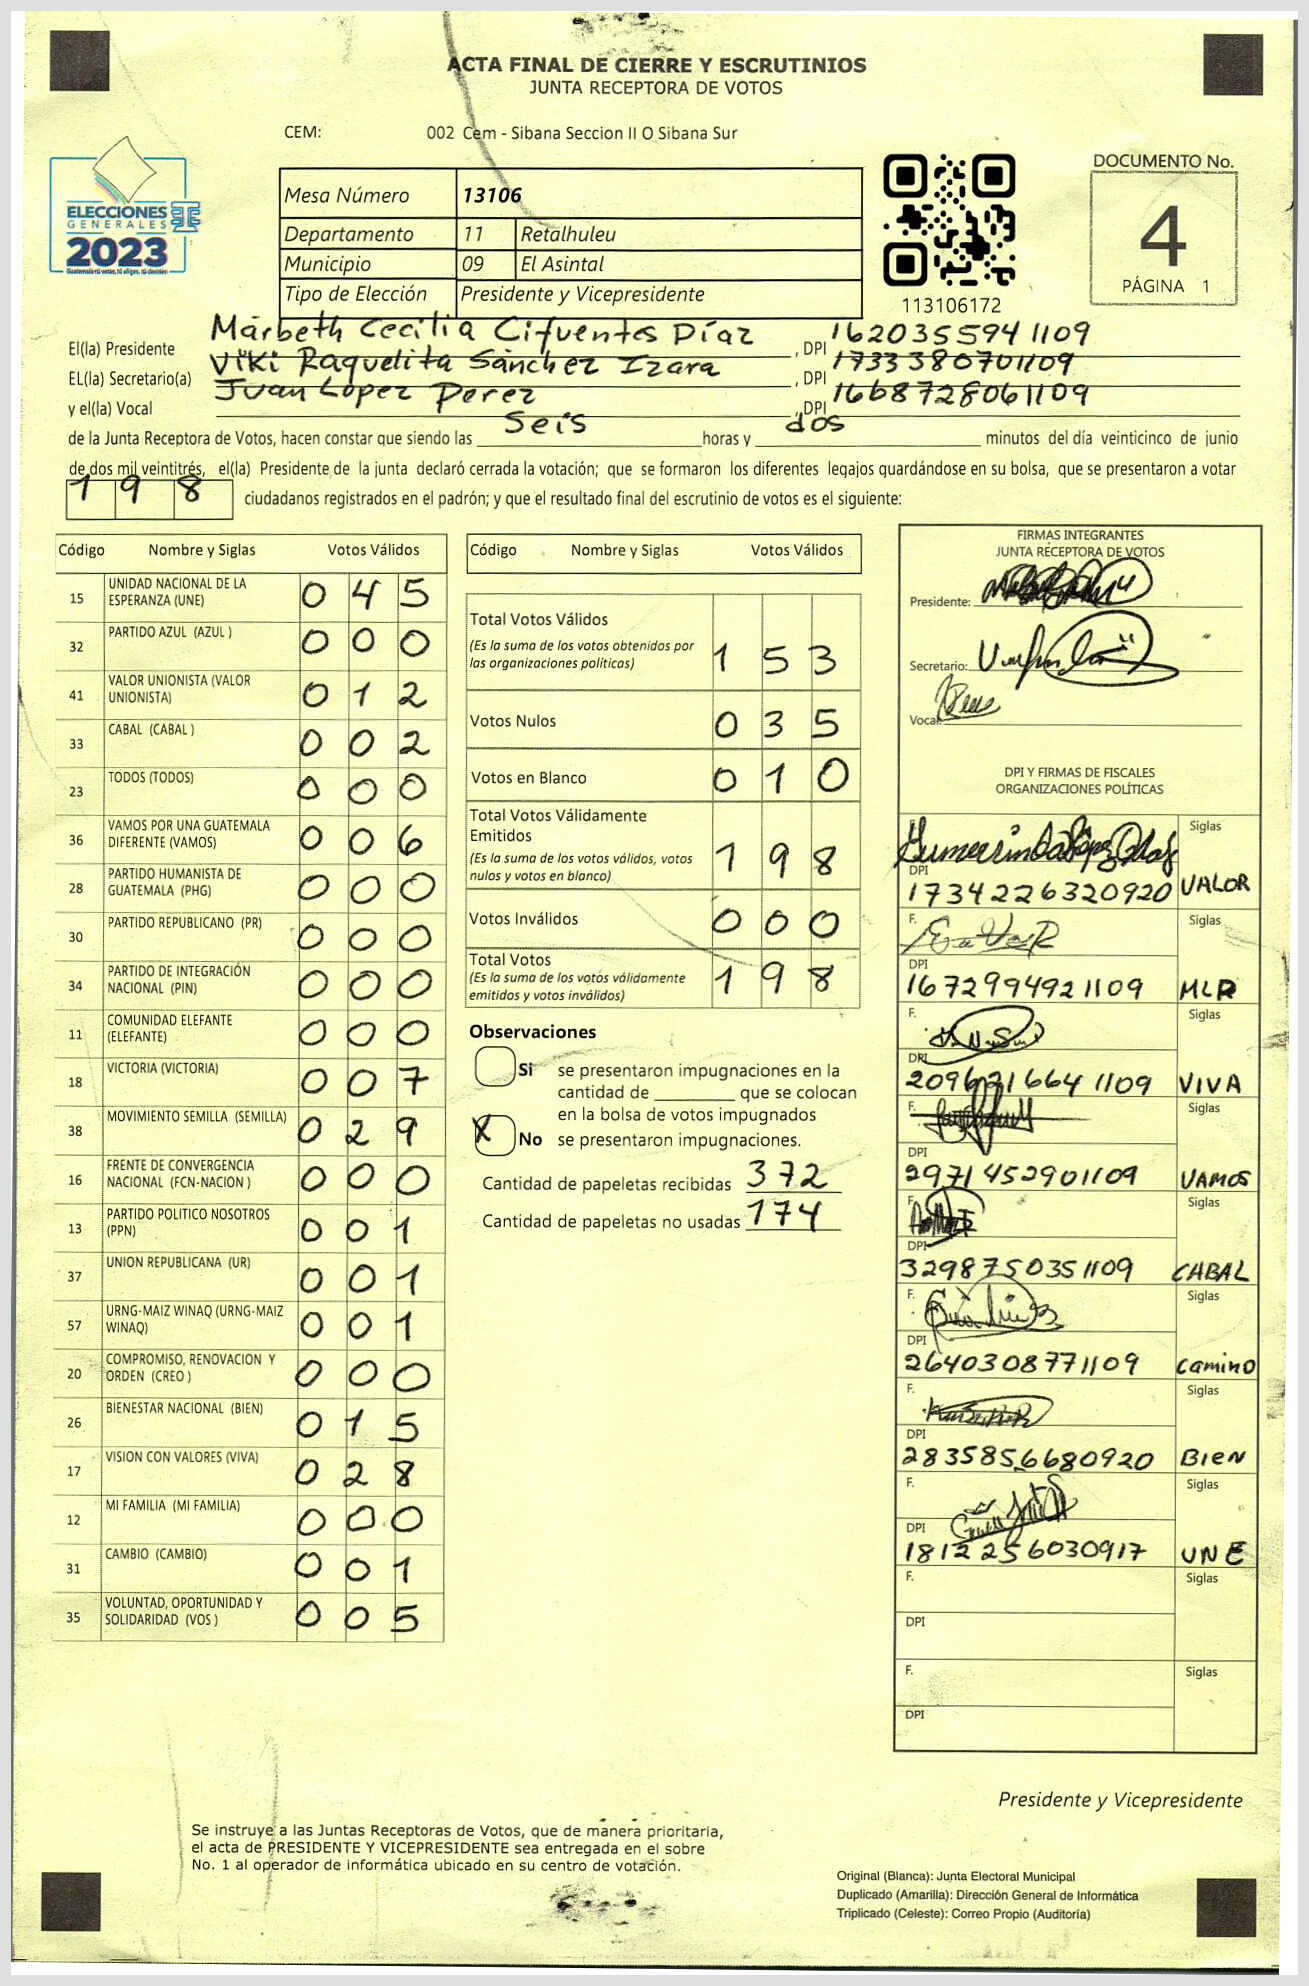 ACTA FINAL DE CIERRE Y ESCRUTINIOS
JUNTA RECEPTORA DE VOTOS
CEM: 002 Cem - Sibana Seccion II O Sibana Sur
ELECCIONES
GENERALES
2023
Mesa Número 13106
Departamento 11 Retalhuleu
Municipio 09 El Asintal
Tipo de Elección Presidente y Vicepresidente
113106172
DOCUMENTO No.
4
PÁGINA 1
El(la) Presidente Marbeth Cecilia Cifuentes Díaz , DPI 1620355941109
EL(la) Secretario(a) Viki Raquelita Sánchez Izara , DPI 1733380701109
y el(la) Vocal Juan López Perez , DPI 1668728061109
de la Junta Receptora de Votos, hacen constar que siendo las Seis horas y dos minutos del día veinticinco de junio
de dos mil veintitrés, el(la) Presidente de la junta declaró cerrada la votación; que se formaron los diferentes legajos guardándose en su bolsa, que se presentaron a votar
198 ciudadanos registrados en el padrón; y que el resultado final del escrutinio de votos es el siguiente:
Código Nombre y Siglas Votos Válidos
15 UNIDAD NACIONAL DE LA ESPERANZA (UNE) 0 4 5
32 PARTIDO AZUL (AZUL ) 0 0 0
41 VALOR UNIONISTA (VALOR UNIONISTA) 0 1 2
33 CABAL (CABAL ) 0 0 2
23 TODOS (TODOS) 0 0 0
36 VAMOS POR UNA GUATEMALA DIFERENTE (VAMOS) 0 0 6
28 PARTIDO HUMANISTA DE GUATEMALA (PHG) 0 0 0
30 PARTIDO REPUBLICANO (PR) 0 0 0
34 PARTIDO DE INTEGRACIÓN NACIONAL (PIN) 0 0 0
11 COMUNIDAD ELEFANTE (ELEFANTE) 0 0 0
18 VICTORIA (VICTORIA) 0 0 7
38 MOVIMIENTO SEMILLA (SEMILLA) 0 2 9
16 FRENTE DE CONVERGENCIA NACIONAL (FCN-NACION ) 0 0 0
13 PARTIDO POLITICO NOSOTROS (PPN) 0 0 1
37 UNION REPUBLICANA (UR) 0 0 1
57 URNG-MAIZ WINAQ (URNG-MAIZ WINAQ) 0 0 1
20 COMPROMISO, RENOVACION Y ORDEN (CREO ) 0 0 0
26 BIENESTAR NACIONAL (BIEN) 0 1 5
17 VISION CON VALORES (VIVA) 0 2 8
12 MI FAMILIA (MI FAMILIA) 0 0 0
31 CAMBIO (CAMBIO) 0 0 1
35 VOLUNTAD, OPORTUNIDAD Y SOLIDARIDAD (VOS ) 0 0 5
Código Nombre y Siglas Votos Válidos
Total Votos Válidos
(Es la suma de los votos obtenidos por
las organizaciones políticas) 1 5 3
Votos Nulos 0 3 5
Votos en Blanco 0 1 0
Total Votos Válidamente
Emitidos
(Es la suma de los votos válidos, votos
nulos y votos en blanco) 1 9 8
Votos Inválidos 0 0 0
Total Votos
(Es la suma de los votos válidamente
emitidos y votos inválidos) 1 9 8
Observaciones
Si se presentaron impugnaciones en la
cantidad de ________ que se colocan
en la bolsa de votos impugnados
X No se presentaron impugnaciones.
Cantidad de papeletas recibidas 372
Cantidad de papeletas no usadas 174
FIRMAS INTEGRANTES
JUNTA RECEPTORA DE VOTOS
Presidente:
Secretario:
Vocal:
DPI Y FIRMAS DE FISCALES
ORGANIZACIONES POLÍTICAS
Siglas
DPI
1734226320920 VALOR
F. Siglas
DPI
1672994921109 MLP
F. Siglas
DPI
2096216641109 VIVA
F. Siglas
DPI
2971452901109 VAMOS
F. Siglas
DPI
3298750351109 CABAL
F. Siglas
DPI
2640308771109 Camino
F. Siglas
DPI
2835856680920 BIEN
F. Siglas
DPI
1812256030917 UNE
F. Siglas
DPI
F. Siglas
DPI
Presidente y Vicepresidente
Se instruye a las Juntas Receptoras de Votos, que de manera prioritaria,
el acta de PRESIDENTE Y VICEPRESIDENTE sea entregada en el sobre
No. 1 al operador de informática ubicado en su centro de votación.
Original (Blanca): Junta Electoral Municipal
Duplicado (Amarilla): Dirección General de Informática
Triplicado (Celeste): Correo Propio (Auditoría)